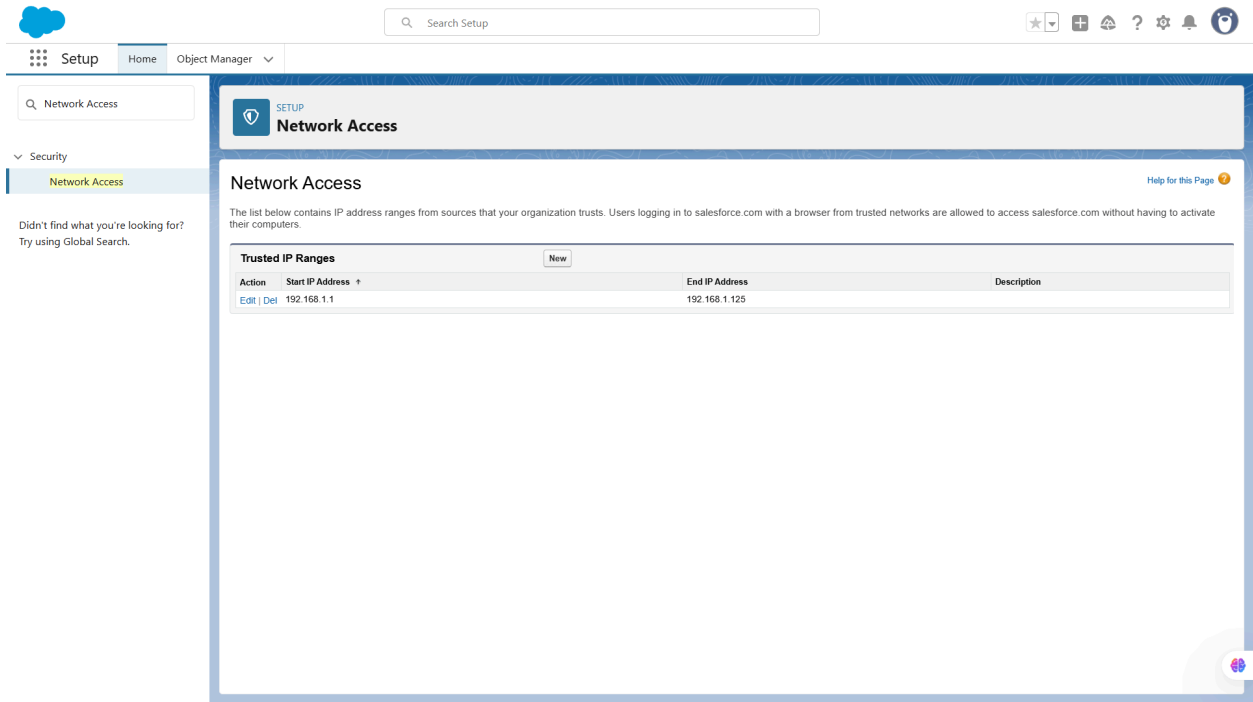 Search Setup
Setup
Home
Object Manager
Network Access
Security
Network Access
Didn't find what you're looking for?
Try using Global Search.
SETUP
Network Access
Network Access
Help for this Page ?
The list below contains IP address ranges from sources that your organization trusts. Users logging in to salesforce.com with a browser from trusted networks are allowed to access salesforce.com without having to activate
their computers.
Trusted IP Ranges
New
Action Start IP Address ↑ End IP Address Description
Edit | Del 192.168.1.1 192.168.1.125